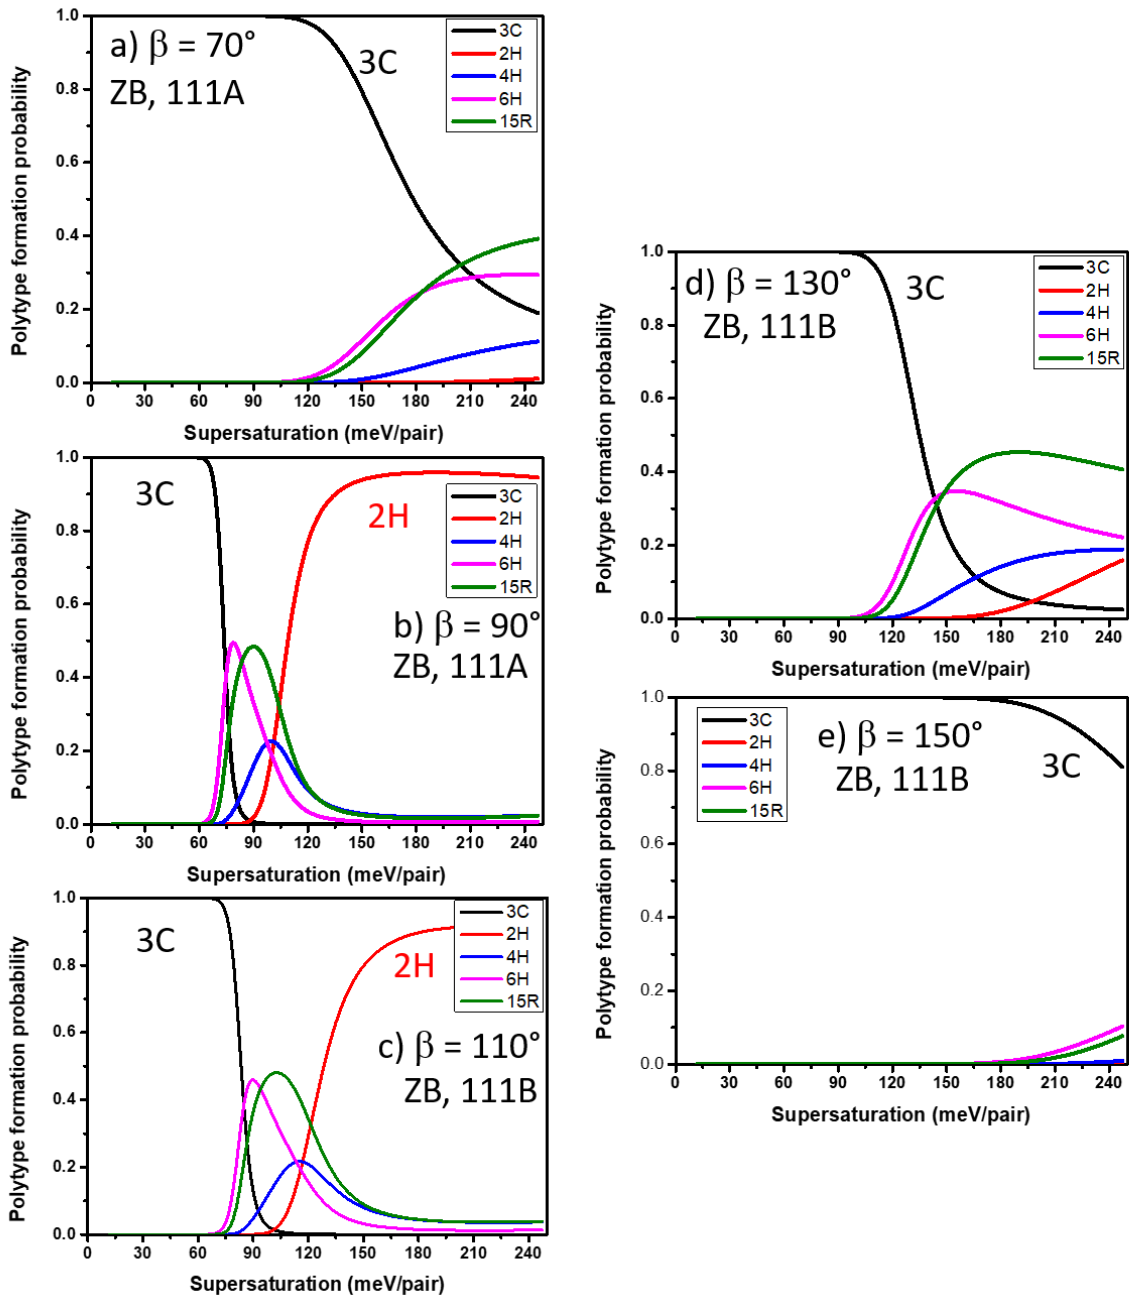 a) β = 70°
ZB, 111A
3C
3C
2H
4H
6H
15R
Polytype formation probability
1.0
0.8
0.6
0.4
0.2
0.0
0 30 60 90 120 150 180 210 240
Supersaturation (meV/pair)
3C
2H
b) β = 90°
ZB, 111A
3C
2H
4H
6H
15R
Polytype formation probability
1.0
0.8
0.6
0.4
0.2
0.0
0 30 60 90 120 150 180 210 240
Supersaturation (meV/pair)
3C
2H
c) β = 110°
ZB, 111B
3C
2H
4H
6H
15R
Polytype formation probability
1.0
0.8
0.6
0.4
0.2
0.0
0 30 60 90 120 150 180 210 240
Supersaturation (meV/pair)
d) β = 130°
ZB, 111B
3C
3C
2H
4H
6H
15R
Polytype formation probability
1.0
0.8
0.6
0.4
0.2
0.0
0 30 60 90 120 150 180 210 240
Supersaturation (meV/pair)
3C
2H
4H
6H
15R
e) β = 150°
ZB, 111B
3C
Polytype formation probability
1.0
0.8
0.6
0.4
0.2
0.0
0 30 60 90 120 150 180 210 240
Supersaturation (meV/pair)